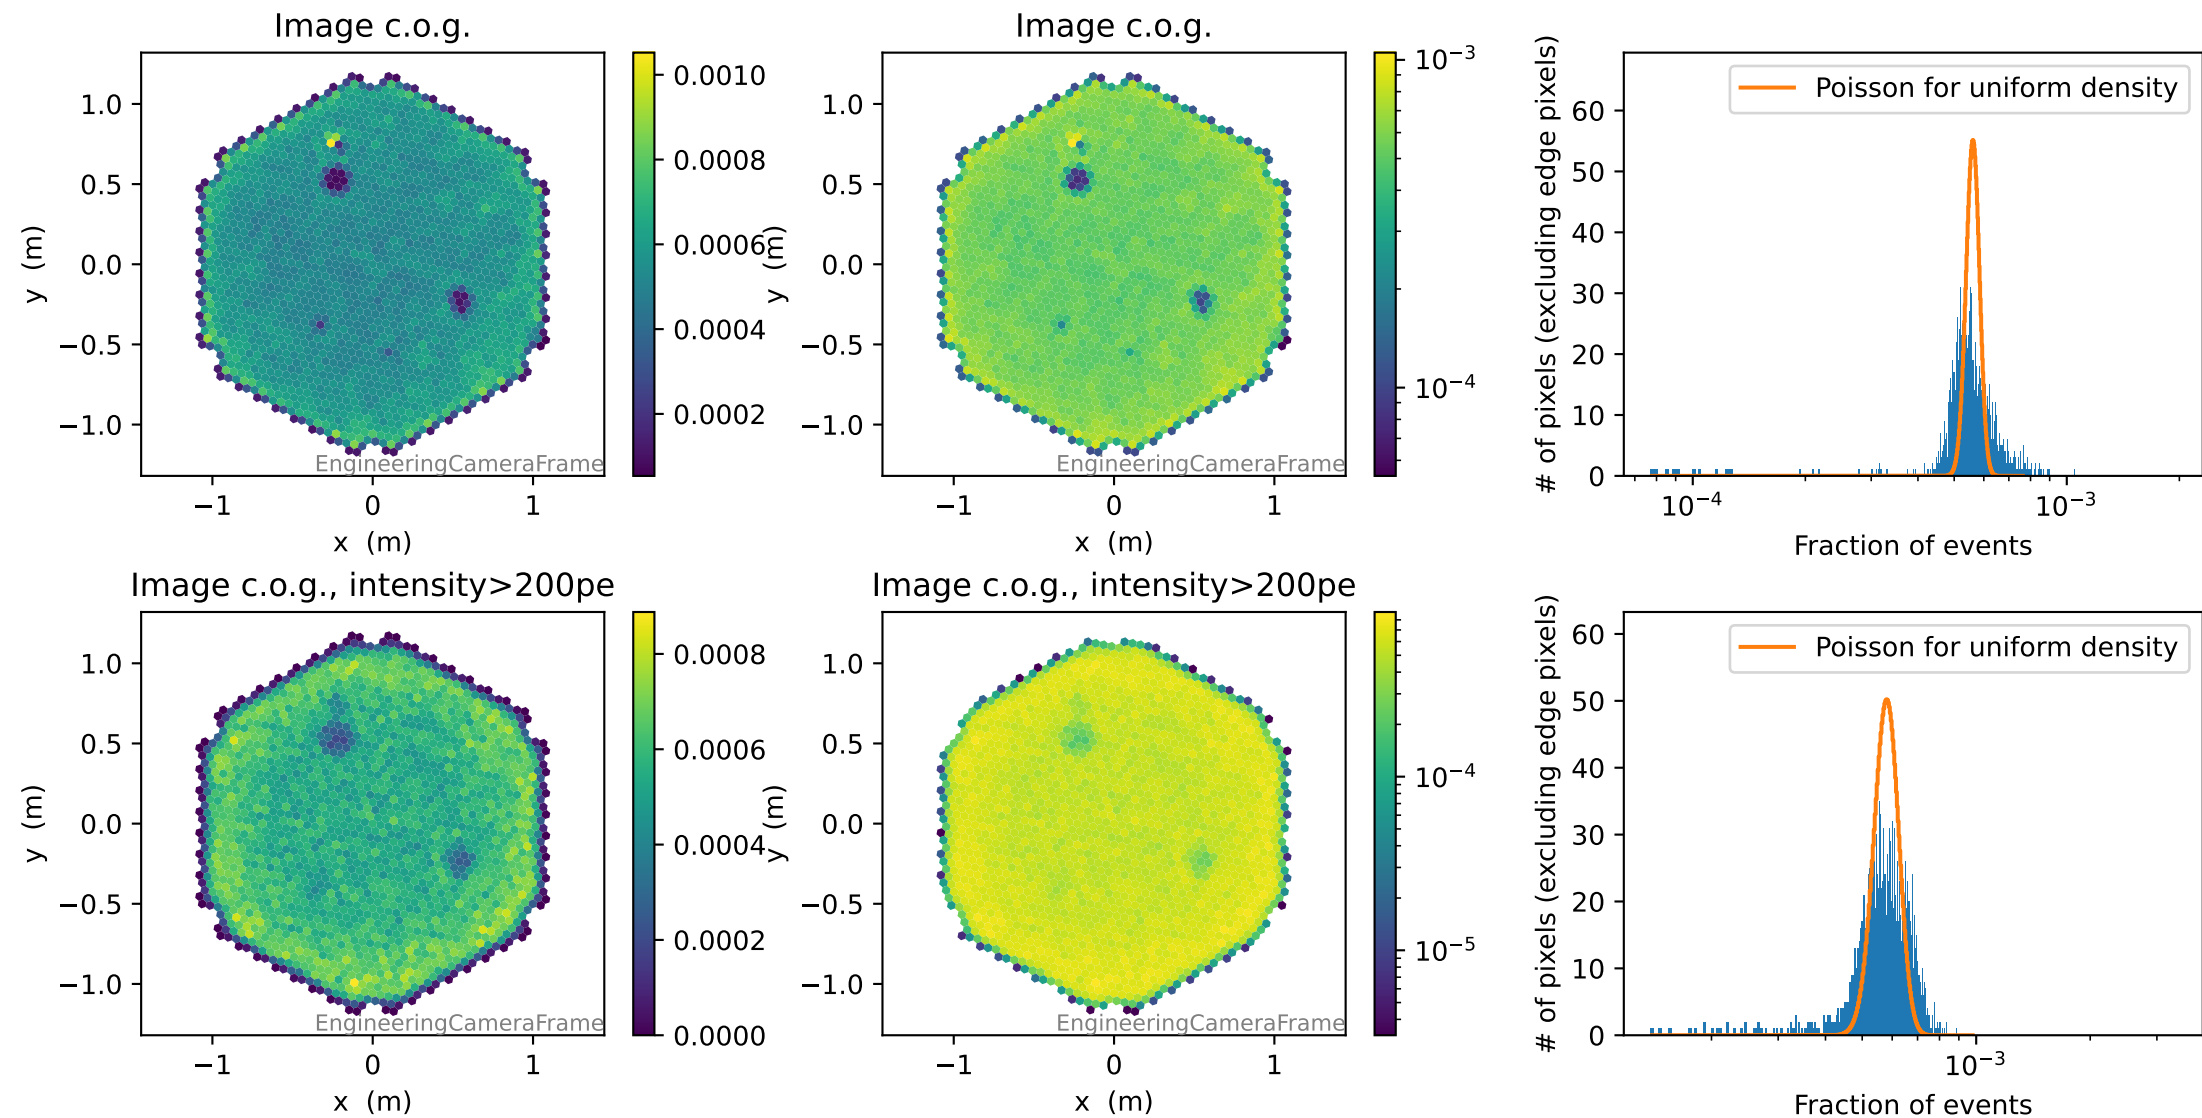 Image c.o.g.
1.0
0.5
0.0
−0.5
−1.0
y (m)
−1
0
1
x (m)
EngineeringCameraFrame
0.0010
0.0008
0.0006
0.0004
0.0002
Image c.o.g.
1.0
0.5
0.0
−0.5
−1.0
y (m)
−1
0
1
x (m)
EngineeringCameraFrame
10⁻³
10⁻⁴
Poisson for uniform density
60
50
40
30
20
10
0
# of pixels (excluding edge pixels)
10⁻⁴
10⁻³
Fraction of events
Image c.o.g., intensity>200pe
1.0
0.5
0.0
−0.5
−1.0
y (m)
−1
0
1
x (m)
EngineeringCameraFrame
0.0008
0.0006
0.0004
0.0002
0.0000
Image c.o.g., intensity>200pe
1.0
0.5
0.0
−0.5
−1.0
y (m)
−1
0
1
x (m)
EngineeringCameraFrame
10⁻⁴
10⁻⁵
Poisson for uniform density
60
50
40
30
20
10
0
# of pixels (excluding edge pixels)
10⁻³
Fraction of events